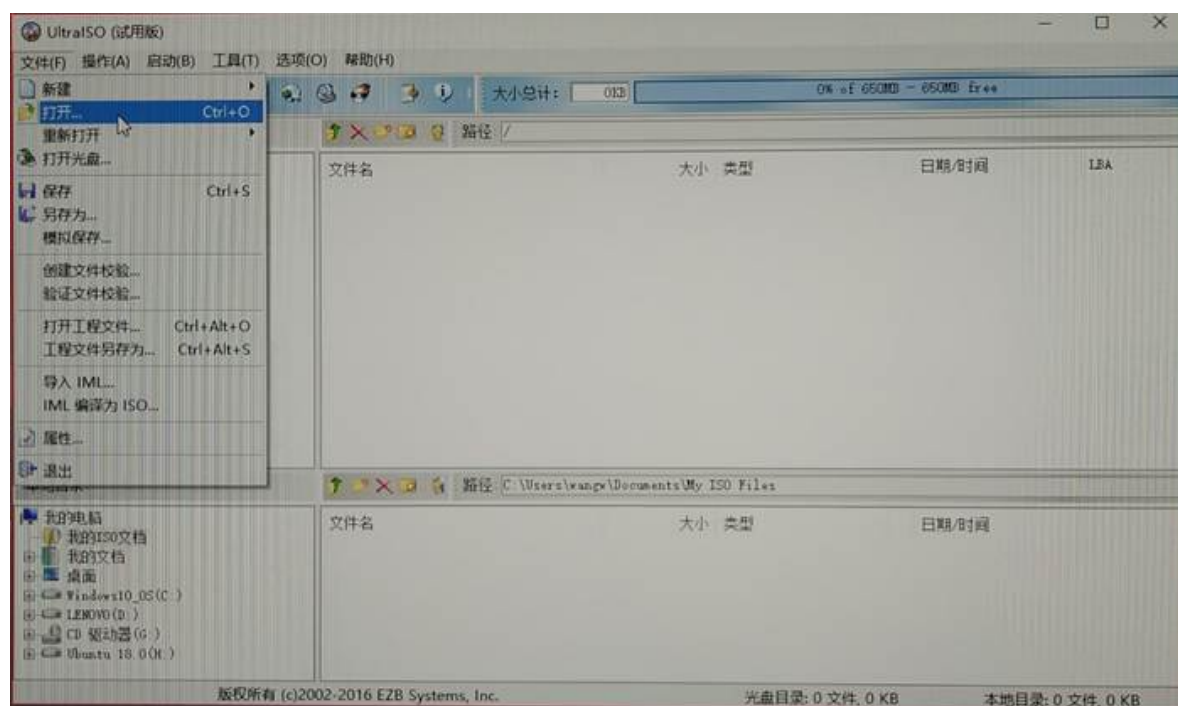 UltraISO (试用版)
文件(F) 操作(A) 启动(B) 工具(T) 选项(O) 帮助(H)
新建
大小总计: 0KB 0% of 650MB - 650MB free
打开... Ctrl+O
重新打开
路径 /
打开光盘...
文件名 大小 类型 日期/时间 LBA
保存 Ctrl+S
另存为...
模拟保存...
创建文件校验...
验证文件校验...
打开工程文件... Ctrl+Alt+O
工程文件另存为... Ctrl+Alt+S
导入 IML...
IML 编译为 ISO...
属性...
退出
路径 C:\Users\wangw\Documents\My ISO Files
我的电脑
文件名 大小 类型 日期/时间
我的ISO文档
我的文档
桌面
Windows10_OS(C:)
LENOVO(D:)
CD 驱动器(G:)
Ubuntu 18.0(H:)
版权所有 (c)2002-2016 EZB Systems, Inc. 光盘目录: 0 文件, 0 KB 本地目录: 0 文件, 0 KB